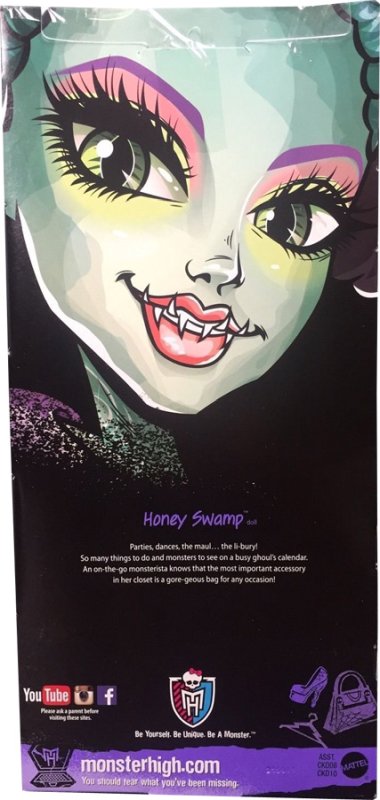 Honey Swamp™ doll
Parties, dances, the maul… the li-bury!
So many things to do and monsters to see on a busy ghoul's calendar.
An on-the-go monsterista knows that the most important accessory
in her closet is a gore-geous bag for any occasion!
YouTube
Please ask a parent before
visiting these sites.
Be Yourself. Be Unique. Be A Monster.™
monsterhigh.com
You should fear what you've been missing.
ASST.
CKD10
MATTEL